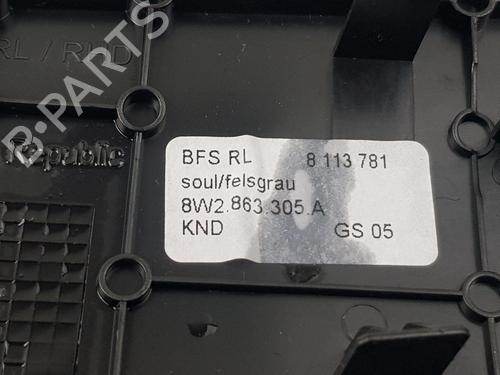 RL / RHD
B-PARTS
Republic
BFS RL 8 113 781
soul/felsgrau
8W2.863.305.A
KND GS 05